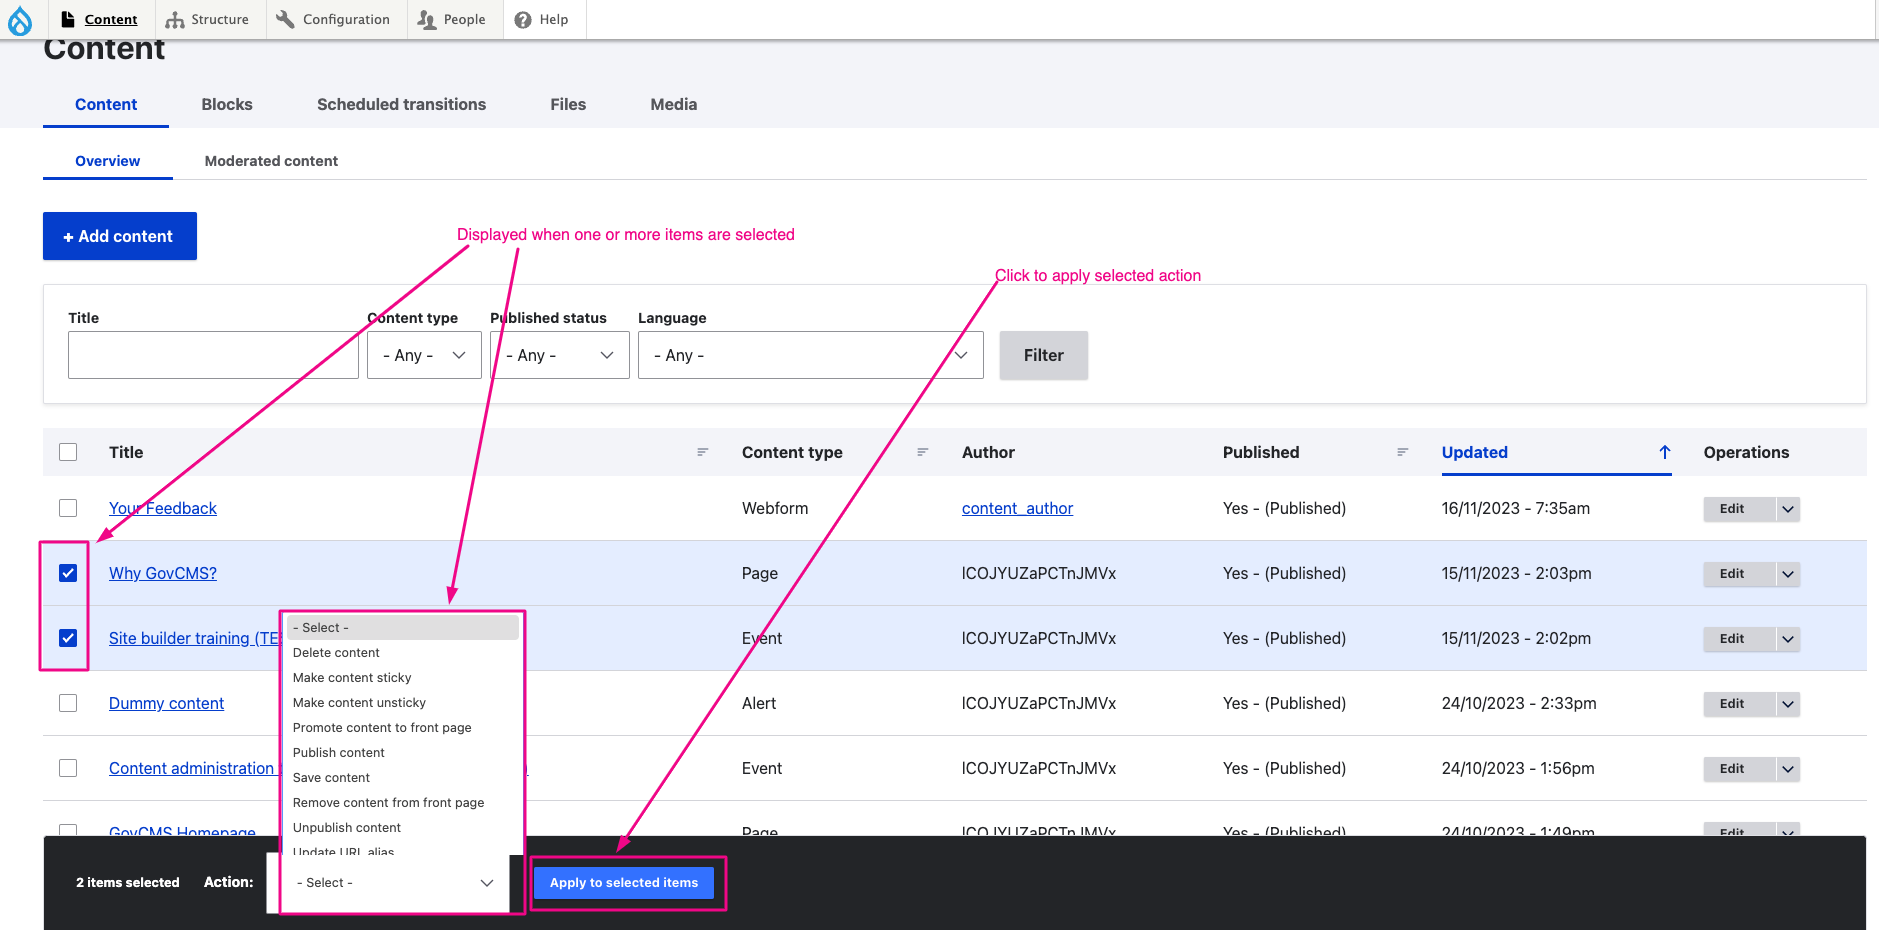 Content Structure Configuration People Help
Content
Content Blocks Scheduled transitions Files Media
Overview Moderated content
+ Add content
Displayed when one or more items are selected
Click to apply selected action
Title Content type Published status Language
- Any - - Any - - Any - Filter
Title Content type Author Published Updated Operations
Your Feedback Webform content_author Yes - (Published) 16/11/2023 - 7:35am Edit
Why GovCMS? Page lCOJYUZaPCTnJMVx Yes - (Published) 15/11/2023 - 2:03pm Edit
Site builder training (TE Event lCOJYUZaPCTnJMVx Yes - (Published) 15/11/2023 - 2:02pm Edit
Dummy content Alert lCOJYUZaPCTnJMVx Yes - (Published) 24/10/2023 - 2:33pm Edit
Content administration Event lCOJYUZaPCTnJMVx Yes - (Published) 24/10/2023 - 1:56pm Edit
GovCMS Homepage Page lCOJYUZaPCTnJMVx Yes - (Published) 24/10/2023 - 1:49pm Edit
- Select -
Delete content
Make content sticky
Make content unsticky
Promote content to front page
Publish content
Save content
Remove content from front page
Unpublish content
Update URL alias
2 items selected Action: - Select - Apply to selected items